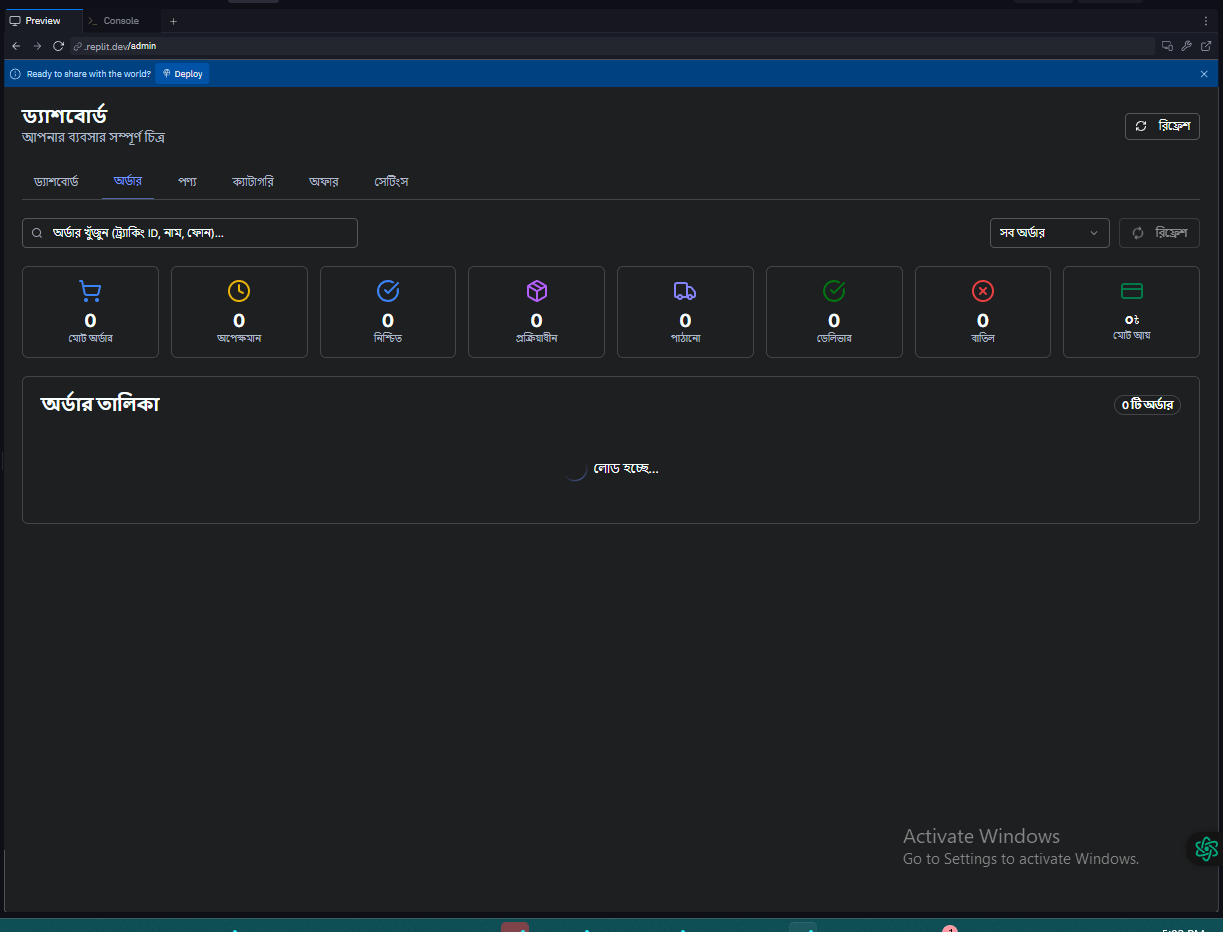 Preview
Console
.replit.dev/admin
Ready to share with the world? Deploy
ড্যাশবোর্ড
আপনার ব্যবসার সম্পূর্ণ চিত্র
রিফ্রেশ
ড্যাশবোর্ড অর্ডার পণ্য ক্যাটাগরি অফার সেটিংস
অর্ডার খুঁজুন (ট্র্যাকিং ID, নাম, ফোন)...
সব অর্ডার
রিফ্রেশ
0 0 0 0 0 0 0 ০৳
মোট অর্ডার অপেক্ষমান নিশ্চিত প্রক্রিয়াধীন পাঠানো ডেলিভার বাতিল মোট আয়
অর্ডার তালিকা
0 টি অর্ডার
লোড হচ্ছে...
Activate Windows
Go to Settings to activate Windows.